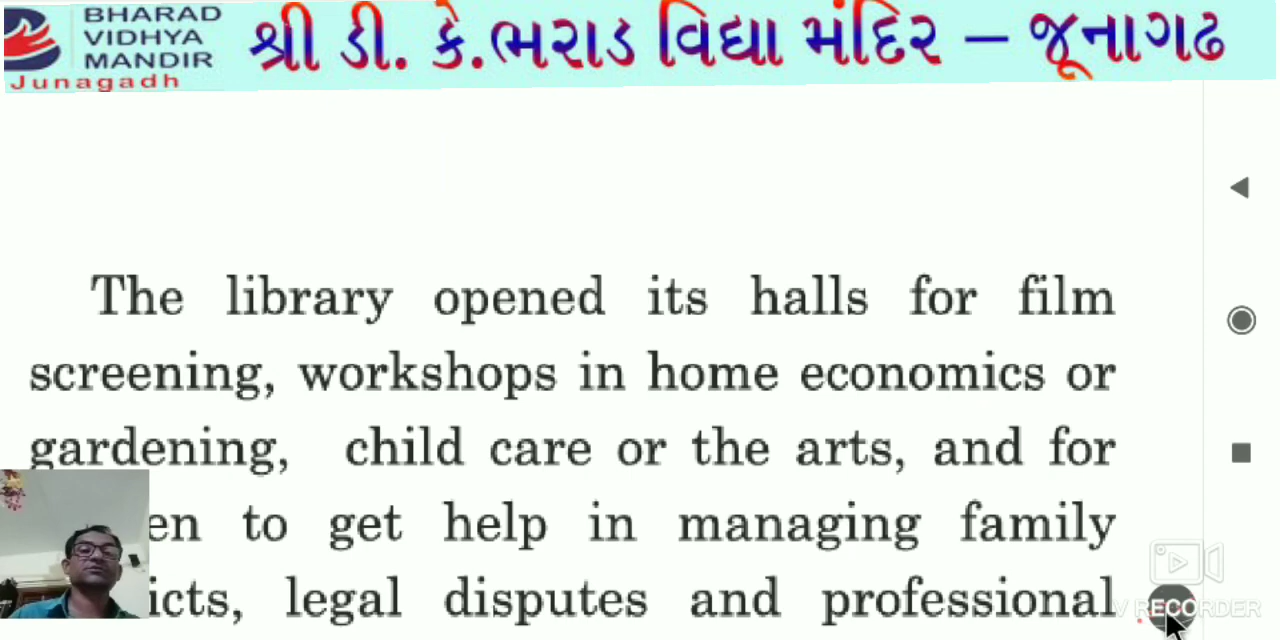 BHARAD
VIDHYA
MANDIR
Junagadh
શ્રી ડી. કે.ભરાડ વિદ્યા મંદિર – જૂનાગઢ
The library opened its halls for film
screening, workshops in home economics or
gardening, child care or the arts, and for
en to get help in managing family
icts, legal disputes and professional
V RECORDER